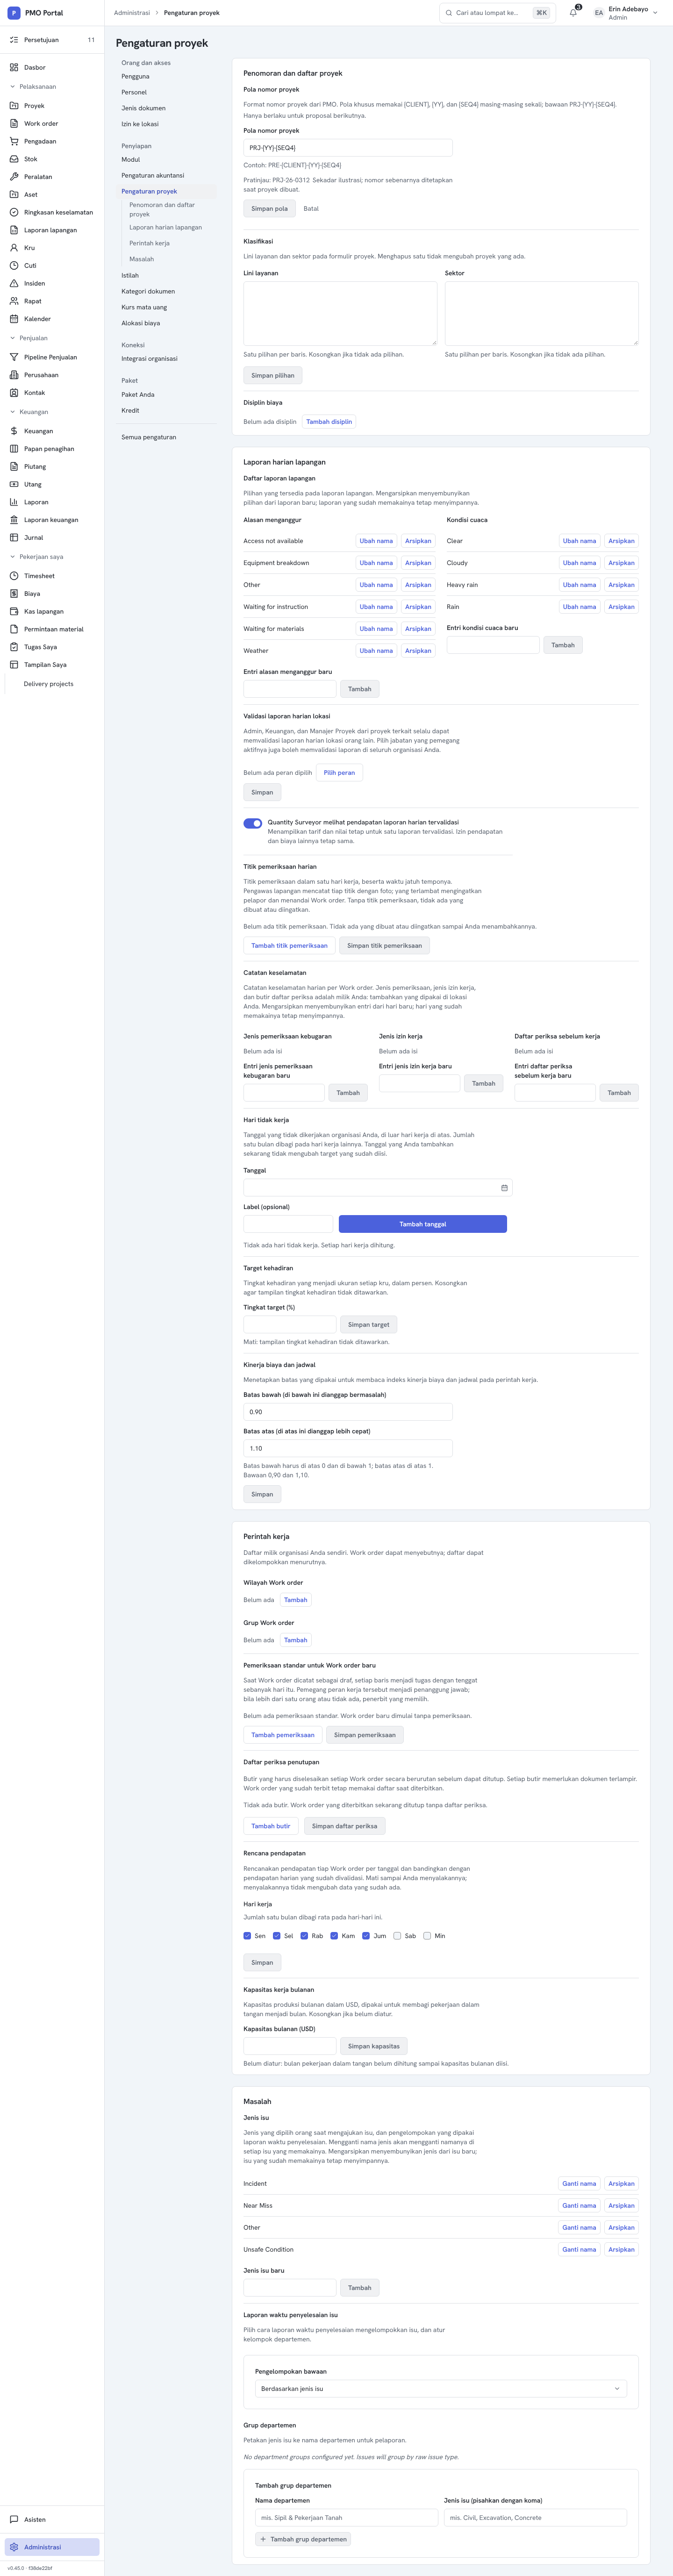 P PMO Portal
Administrasi > Pengaturan proyek
Cari atau lompat ke... ⌘K
3
EA Erin Adebayo
Admin
Persetujuan 11
Dasbor
Pelaksanaan
Proyek
Work order
Pengadaan
Stok
Peralatan
Aset
Ringkasan keselamatan
Laporan lapangan
Kru
Cuti
Insiden
Rapat
Kalender
Penjualan
Pipeline Penjualan
Perusahaan
Kontak
Keuangan
Keuangan
Papan penagihan
Piutang
Utang
Laporan
Laporan keuangan
Jurnal
Pekerjaan saya
Timesheet
Biaya
Kas lapangan
Permintaan material
Tugas Saya
Tampilan Saya
Delivery projects
Asisten
Administrasi
v0.45.0 · f38de22bf
Pengaturan proyek
Orang dan akses
Pengguna
Personel
Jenis dokumen
Izin ke lokasi
Penyiapan
Modul
Pengaturan akuntansi
Pengaturan proyek
Penomoran dan daftar
proyek
Laporan harian lapangan
Perintah kerja
Masalah
Istilah
Kategori dokumen
Kurs mata uang
Alokasi biaya
Koneksi
Integrasi organisasi
Paket
Paket Anda
Kredit
Semua pengaturan
Penomoran dan daftar proyek
Pola nomor proyek
Format nomor proyek dari PMO. Pola khusus memakai [CLIENT], [YY], dan [SEQ4] masing-masing sekali; bawaan PRJ-[YY]-[SEQ4].
Hanya berlaku untuk proposal berikutnya.
Pola nomor proyek
PRJ-[YY]-[SEQ4]
Contoh: PRE-[CLIENT]-[YY]-[SEQ4]
Pratinjau: PRJ-26-0312 Sekadar ilustrasi; nomor sebenarnya ditetapkan
saat proyek dibuat.
Simpan pola Batal
Klasifikasi
Lini layanan dan sektor pada formulir proyek. Menghapus satu tidak mengubah proyek yang ada.
Lini layanan Sektor
Satu pilihan per baris. Kosongkan jika tidak ada pilihan. Satu pilihan per baris. Kosongkan jika tidak ada pilihan.
Simpan pilihan
Disiplin biaya
Belum ada disiplin Tambah disiplin
Laporan harian lapangan
Daftar laporan lapangan
Pilihan yang tersedia pada laporan lapangan. Mengarsipkan menyembunyikan
pilihan dari laporan baru; laporan yang sudah memakainya tetap menyimpannya.
Alasan menganggur
Access not available Ubah nama Arsipkan
Equipment breakdown Ubah nama Arsipkan
Other Ubah nama Arsipkan
Waiting for instruction Ubah nama Arsipkan
Waiting for materials Ubah nama Arsipkan
Weather Ubah nama Arsipkan
Entri alasan menganggur baru
Tambah
Kondisi cuaca
Clear Ubah nama Arsipkan
Cloudy Ubah nama Arsipkan
Heavy rain Ubah nama Arsipkan
Rain Ubah nama Arsipkan
Entri kondisi cuaca baru
Tambah
Validasi laporan harian lokasi
Admin, Keuangan, dan Manajer Proyek dari proyek terkait selalu dapat
memvalidasi laporan harian lokasi orang lain. Pilih jabatan yang pemegang
aktifnya juga boleh memvalidasi laporan di seluruh organisasi Anda.
Belum ada peran dipilih Pilih peran
Simpan
Quantity Surveyor melihat pendapatan laporan harian tervalidasi
Menampilkan tarif dan nilai tetap untuk satu laporan tervalidasi. Izin pendapatan
dan biaya lainnya tetap sama.
Titik pemeriksaan harian
Titik pemeriksaan dalam satu hari kerja, beserta waktu jatuh temponya.
Pengawas lapangan mencatat tiap titik dengan foto; yang terlambat mengingatkan
pelapor dan menandai Work order. Tanpa titik pemeriksaan, tidak ada yang
dibuat atau diingatkan.
Belum ada titik pemeriksaan. Tidak ada yang dibuat atau diingatkan sampai Anda menambahkannya.
Tambah titik pemeriksaan Simpan titik pemeriksaan
Catatan keselamatan
Catatan keselamatan harian per Work order. Jenis pemeriksaan, jenis izin kerja,
dan butir daftar periksa adalah milik Anda: tambahkan yang dipakai di lokasi
Anda. Mengarsipkan menyembunyikan entri dari hari baru; hari yang sudah
memakainya tetap menyimpannya.
Jenis pemeriksaan kebugaran
Belum ada isi
Entri jenis pemeriksaan
kebugaran baru
Tambah
Jenis izin kerja
Belum ada isi
Entri jenis izin kerja baru
Tambah
Daftar periksa sebelum kerja
Belum ada isi
Entri daftar periksa
sebelum kerja baru
Tambah
Hari tidak kerja
Tanggal yang tidak dikerjakan organisasi Anda, di luar hari kerja di atas. Jumlah
satu bulan dibagi pada hari kerja lainnya. Tanggal yang Anda tambahkan
sekarang tidak mengubah target yang sudah diisi.
Tanggal
Label (opsional)
Tambah tanggal
Tidak ada hari tidak kerja. Setiap hari kerja dihitung.
Target kehadiran
Tingkat kehadiran yang menjadi ukuran setiap kru, dalam persen. Kosongkan
agar tampilan tingkat kehadiran tidak ditawarkan.
Tingkat target (%)
Simpan target
Mati: tampilan tingkat kehadiran tidak ditawarkan.
Kinerja biaya dan jadwal
Menetapkan batas yang dipakai untuk membaca indeks kinerja biaya dan jadwal pada perintah kerja.
Batas bawah (di bawah ini dianggap bermasalah)
0.90
Batas atas (di atas ini dianggap lebih cepat)
1.10
Batas bawah harus di atas 0 dan di bawah 1; batas atas di atas 1.
Bawaan 0,90 dan 1,10.
Simpan
Perintah kerja
Daftar milik organisasi Anda sendiri. Work order dapat menyebutnya; daftar dapat
dikelompokkan menurutnya.
Wilayah Work order
Belum ada Tambah
Grup Work order
Belum ada Tambah
Pemeriksaan standar untuk Work order baru
Saat Work order dicatat sebagai draf, setiap baris menjadi tugas dengan tenggat
sebanyak hari itu. Pemegang peran kerja tersebut menjadi penanggung jawab;
bila lebih dari satu orang atau tidak ada, penerbit yang memilih.
Belum ada pemeriksaan standar. Work order baru dimulai tanpa pemeriksaan.
Tambah pemeriksaan Simpan pemeriksaan
Daftar periksa penutupan
Butir yang harus diselesaikan setiap Work order secara berurutan sebelum dapat ditutup. Setiap butir memerlukan dokumen terlampir.
Work order yang sudah terbit tetap memakai daftar saat diterbitkan.
Tidak ada butir. Work order yang diterbitkan sekarang ditutup tanpa daftar periksa.
Tambah butir Simpan daftar periksa
Rencana pendapatan
Rencanakan pendapatan tiap Work order per tanggal dan bandingkan dengan
pendapatan harian yang sudah divalidasi. Mati sampai Anda menyalakannya;
menyalakannya tidak mengubah data yang sudah ada.
Hari kerja
Jumlah satu bulan dibagi rata pada hari-hari ini.
Sen Sel Rab Kam Jum Sab Min
Simpan
Kapasitas kerja bulanan
Kapasitas produksi bulanan dalam USD, dipakai untuk membagi pekerjaan dalam
tangan menjadi bulan. Kosongkan jika belum diatur.
Kapasitas bulanan (USD)
Simpan kapasitas
Belum diatur: bulan pekerjaan dalam tangan belum dihitung sampai kapasitas bulanan diisi.
Masalah
Jenis isu
Jenis yang dipilih orang saat mengajukan isu, dan pengelompokan yang dipakai
laporan waktu penyelesaian. Mengganti nama jenis akan mengganti namanya di
setiap isu yang memakainya. Mengarsipkan menyembunyikan jenis dari isu baru;
isu yang sudah memakainya tetap menyimpannya.
Incident Ganti nama Arsipkan
Near Miss Ganti nama Arsipkan
Other Ganti nama Arsipkan
Unsafe Condition Ganti nama Arsipkan
Jenis isu baru
Tambah
Laporan waktu penyelesaian isu
Pilih cara laporan waktu penyelesaian mengelompokkan isu, dan atur
kelompok departemen.
Pengelompokan bawaan
Berdasarkan jenis isu
Grup departemen
Petakan jenis isu ke nama departemen untuk pelaporan.
No department groups configured yet. Issues will group by raw issue type.
Tambah grup departemen
Nama departemen Jenis isu (pisahkan dengan koma)
mis. Sipil & Pekerjaan Tanah mis. Civil, Excavation, Concrete
+ Tambah grup departemen